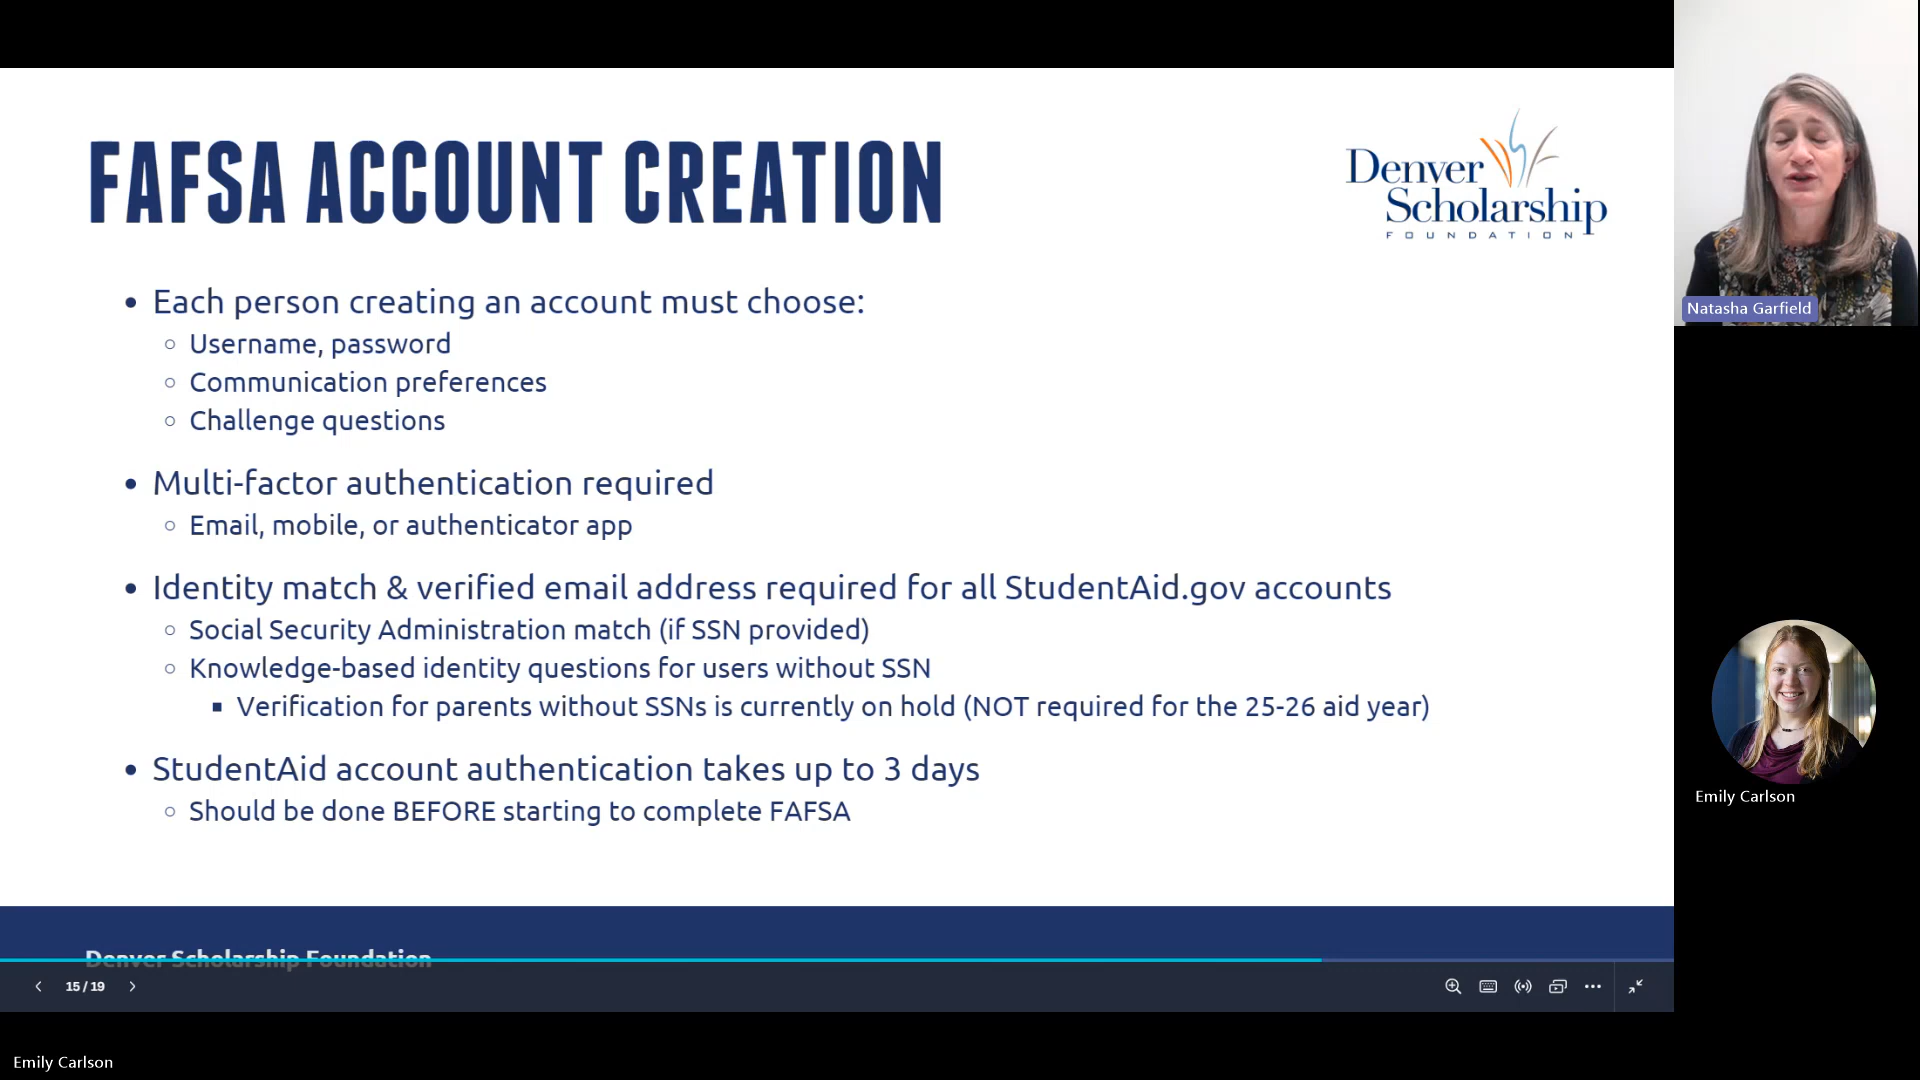 FAFSA ACCOUNT CREATION
Denver
Scholarship
FOUNDATION
• Each person creating an account must choose:
○ Username, password
○ Communication preferences
○ Challenge questions
• Multi-factor authentication required
○ Email, mobile, or authenticator app
• Identity match & verified email address required for all StudentAid.gov accounts
○ Social Security Administration match (if SSN provided)
○ Knowledge-based identity questions for users without SSN
▪ Verification for parents without SSNs is currently on hold (NOT required for the 25-26 aid year)
• StudentAid account authentication takes up to 3 days
○ Should be done BEFORE starting to complete FAFSA
Denver Scholarship Foundation
15 / 19
Natasha Garfield
Emily Carlson
Emily Carlson